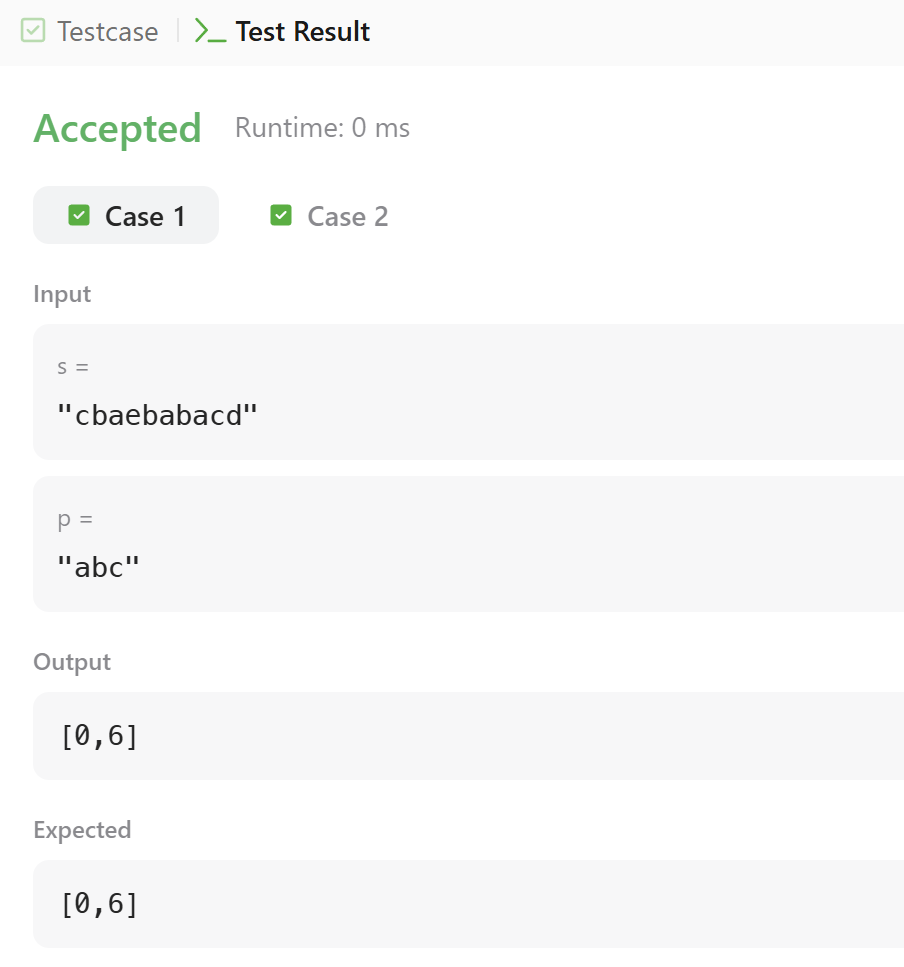 Testcase | Test Result
Accepted Runtime: 0 ms
Case 1 Case 2
Input
s =
"cbaebabacd"
p =
"abc"
Output
[0,6]
Expected
[0,6]